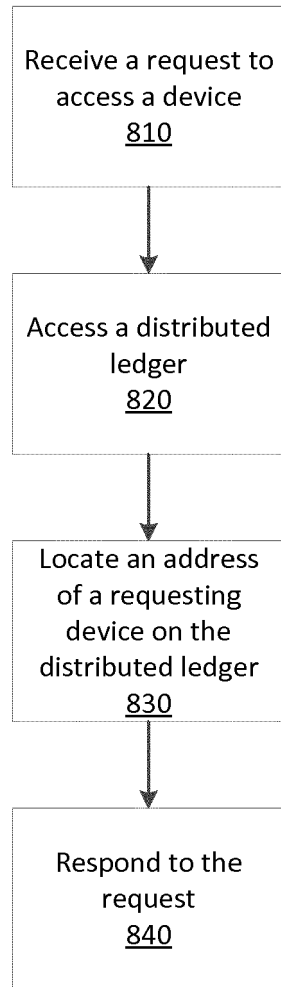 Receive a request to
access a device
810
Access a distributed
ledger
820
Locate an address
of a requesting
device on the
distributed ledger
830
Respond to the
request
840